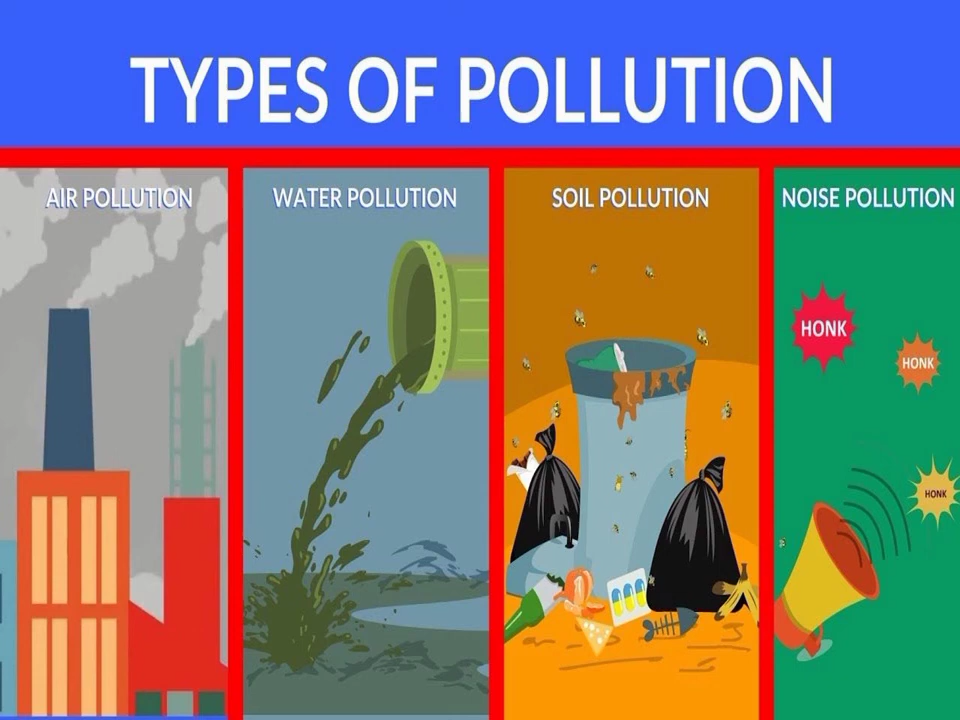 TYPES OF POLLUTION
AIR POLLUTION
WATER POLLUTION
SOIL POLLUTION
NOISE POLLUTION
HONK
HONK
HONK